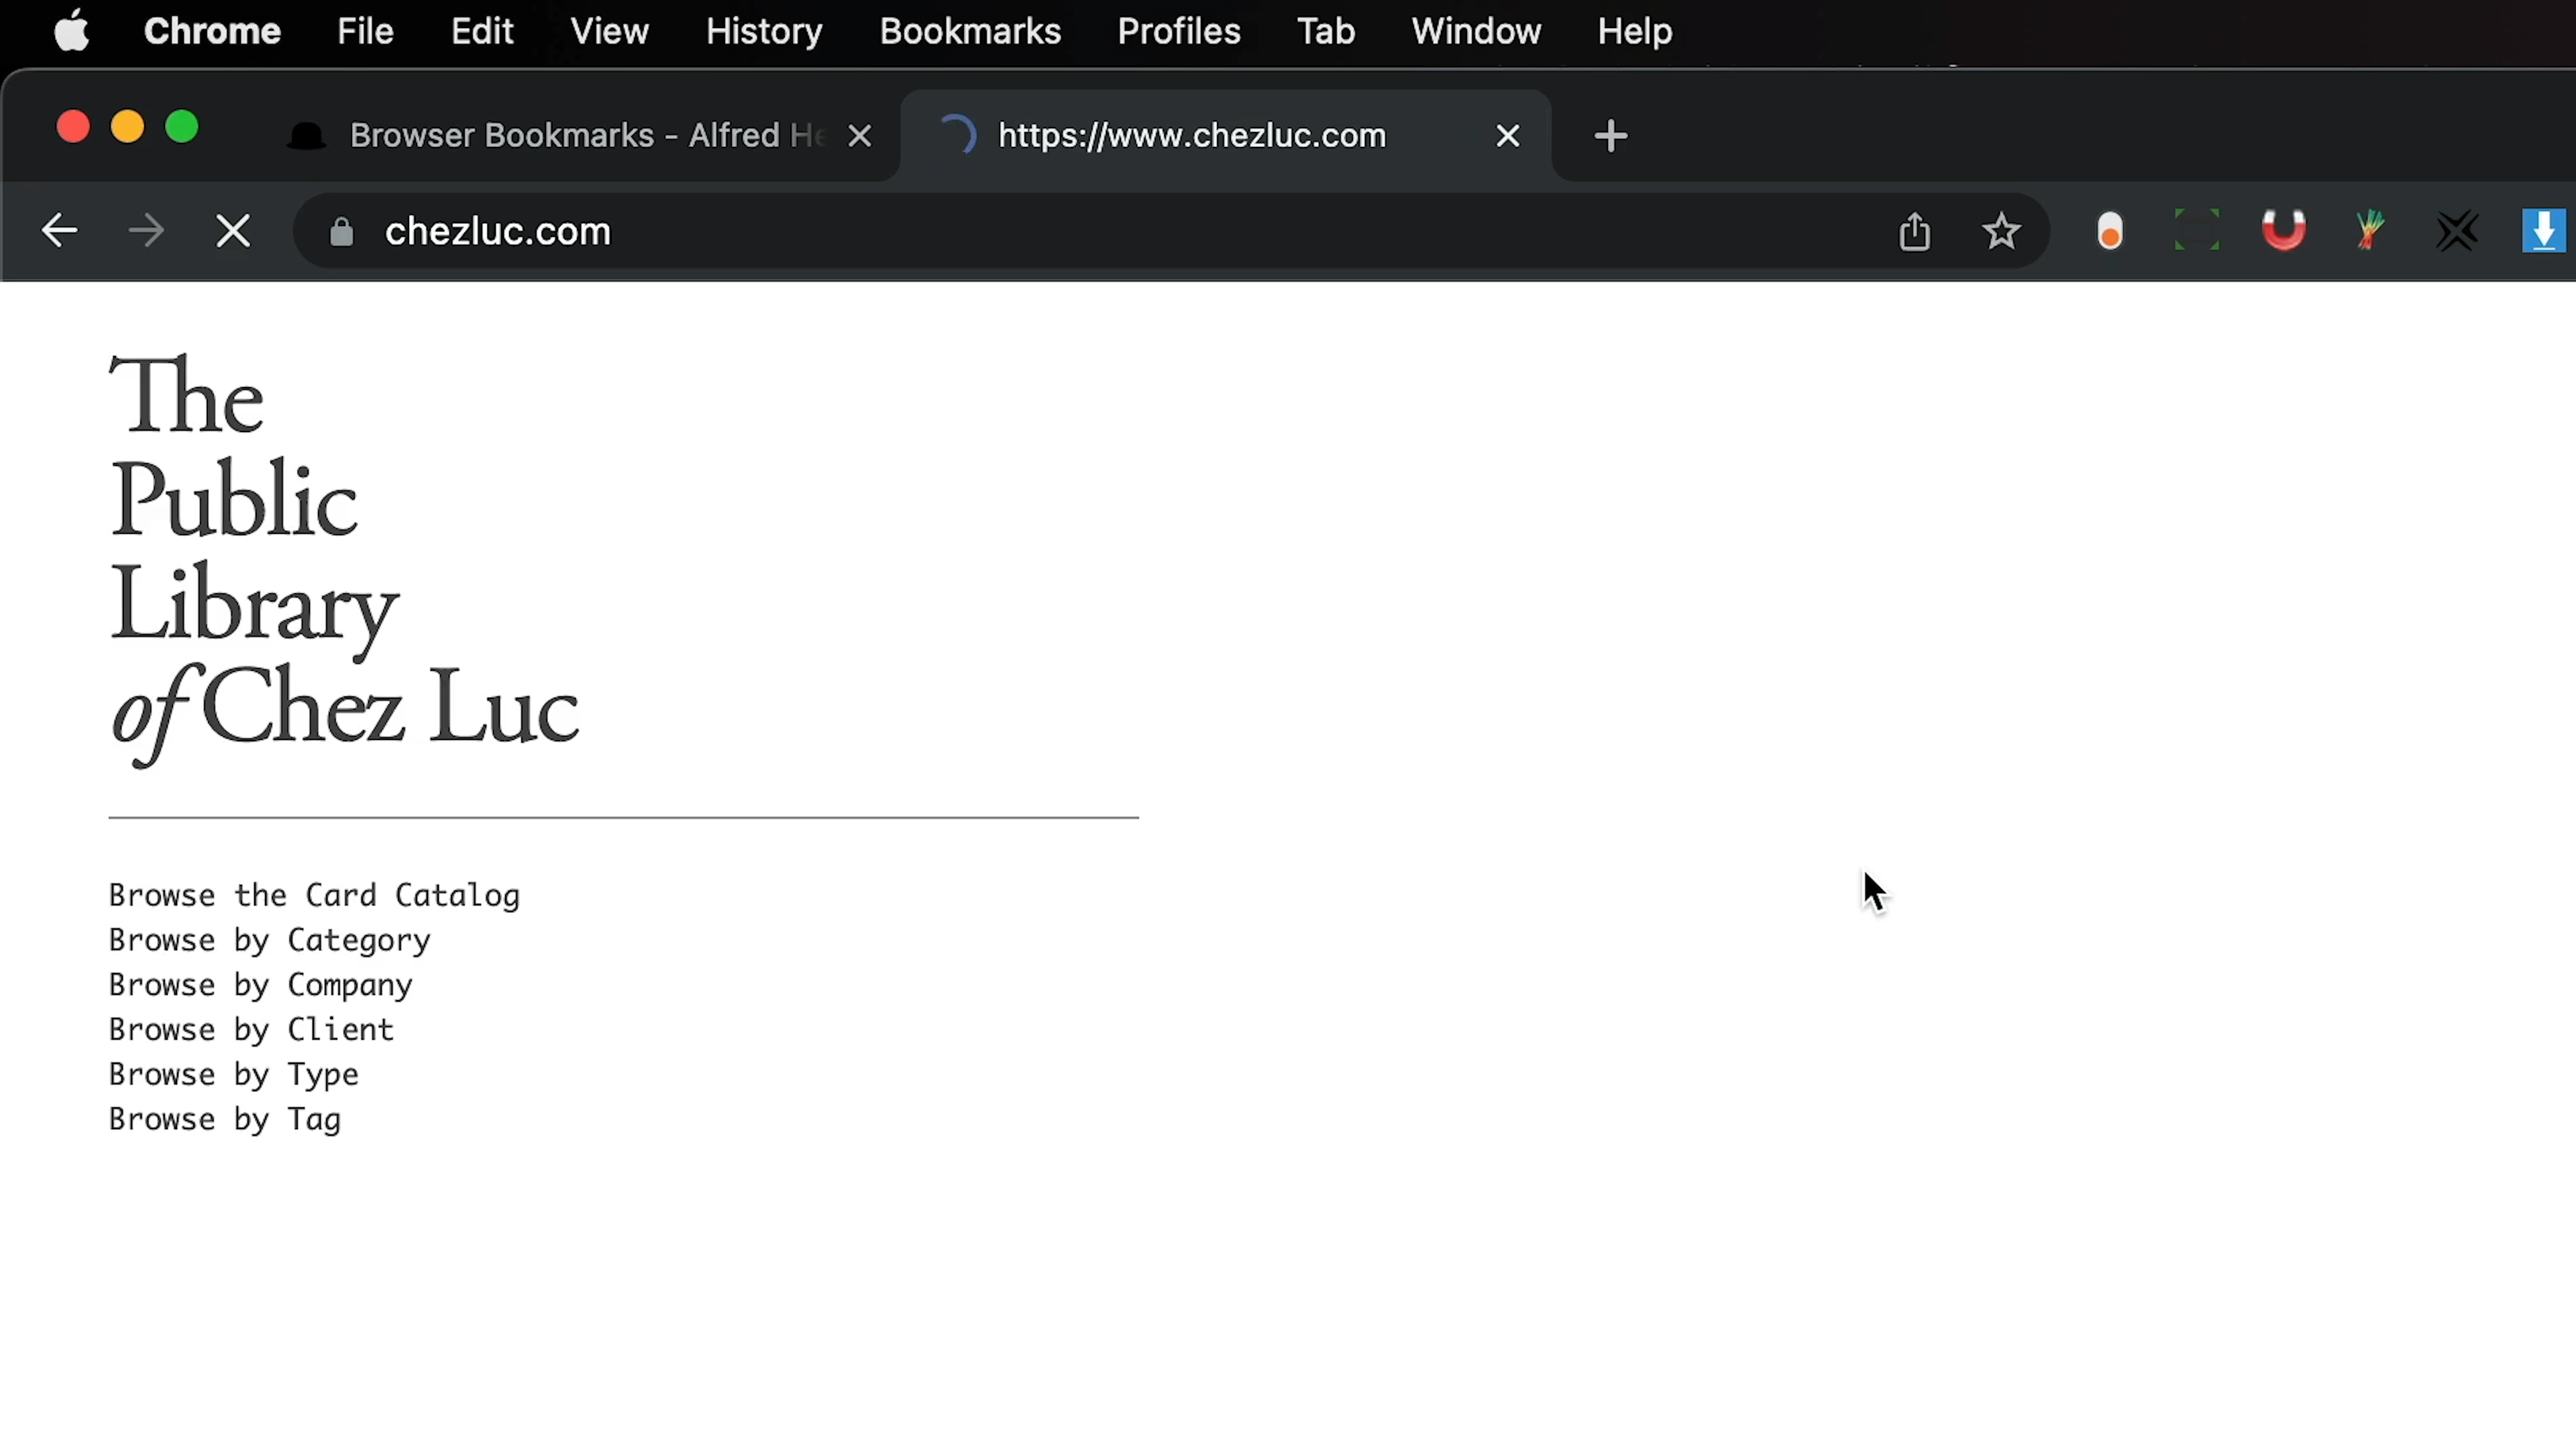 Chrome File Edit View History Bookmarks Profiles Tab Window Help
Browser Bookmarks - Alfred He
https://www.chezluc.com
chezluc.com
The
Public
Library
of Chez Luc
Browse the Card Catalog
Browse by Category
Browse by Company
Browse by Client
Browse by Type
Browse by Tag